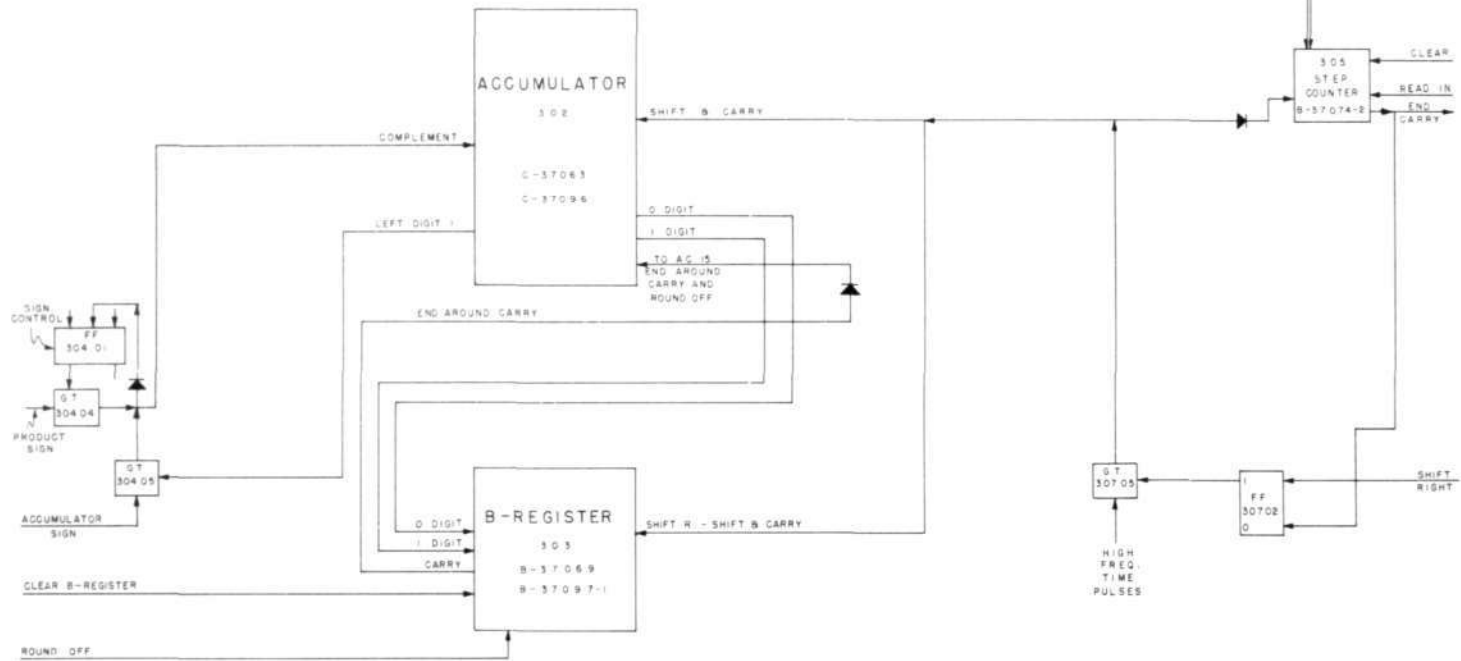 ACCUMULATOR
302
C-37063
C-37096
COMPLEMENT
LEFT DIGIT 1
SHIFT & CARRY
0 DIGIT
1 DIGIT
TO AC 15
END AROUND
CARRY AND
ROUND OFF
END AROUND CARRY
305
STEP
COUNTER
B-37074-2
CLEAR
READ IN
END
CARRY
SIGN
CONTROL
FF
304.01
GT
304.04
PRODUCT
SIGN
GT
304.05
ACCUMULATOR
SIGN
B-REGISTER
303
B-37069
B-37097-1
0 DIGIT
1 DIGIT
CARRY
CLEAR B-REGISTER
ROUND OFF
SHIFT R - SHIFT & CARRY
GT
307.05
HIGH
FREQ.
TIME
PULSES
1
FF
307.02
0
SHIFT
RIGHT